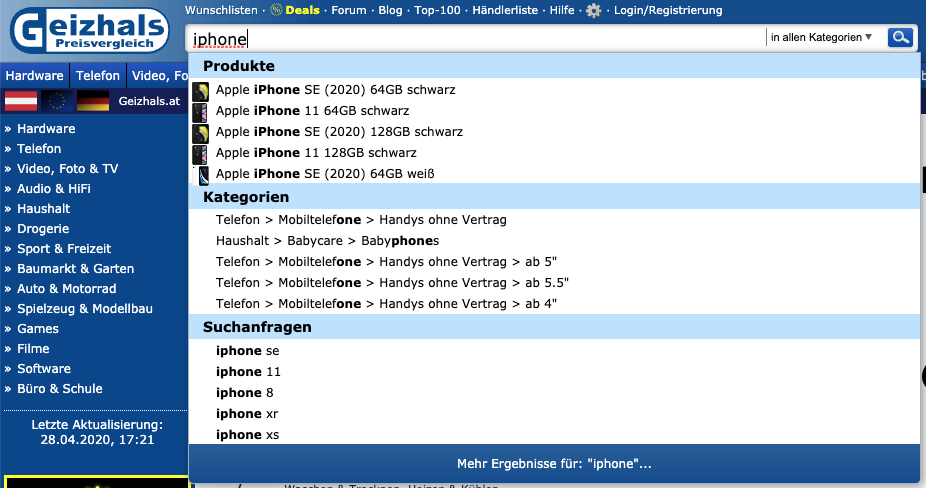 Wunschlisten · Deals · Forum · Blog · Top-100 · Händlerliste · Hilfe · Login/Registrierung
Geizhals
Preisvergleich
iphone
in allen Kategorien ▼
Hardware Telefon Video, Fo
Geizhals.at
» Hardware
» Telefon
» Video, Foto & TV
» Audio & HiFi
» Haushalt
» Drogerie
» Sport & Freizeit
» Baumarkt & Garten
» Auto & Motorrad
» Spielzeug & Modellbau
» Games
» Filme
» Software
» Büro & Schule
Letzte Aktualisierung:
28.04.2020, 17:21
Produkte
Apple iPhone SE (2020) 64GB schwarz
Apple iPhone 11 64GB schwarz
Apple iPhone SE (2020) 128GB schwarz
Apple iPhone 11 128GB schwarz
Apple iPhone SE (2020) 64GB weiß
Kategorien
Telefon > Mobiltelefone > Handys ohne Vertrag
Haushalt > Babycare > Babyphones
Telefon > Mobiltelefone > Handys ohne Vertrag > ab 5"
Telefon > Mobiltelefone > Handys ohne Vertrag > ab 5.5"
Telefon > Mobiltelefone > Handys ohne Vertrag > ab 4"
Suchanfragen
iphone se
iphone 11
iphone 8
iphone xr
iphone xs
Mehr Ergebnisse für: "iphone"...